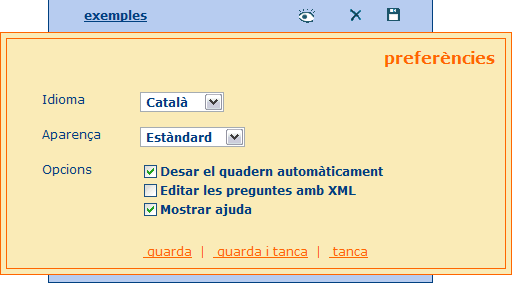 exemples
preferències
Idioma Català
Aparença Estàndard
Opcions Desar el quadern automàticament
Editar les preguntes amb XML
Mostrar ajuda
guarda | guarda i tanca | tanca